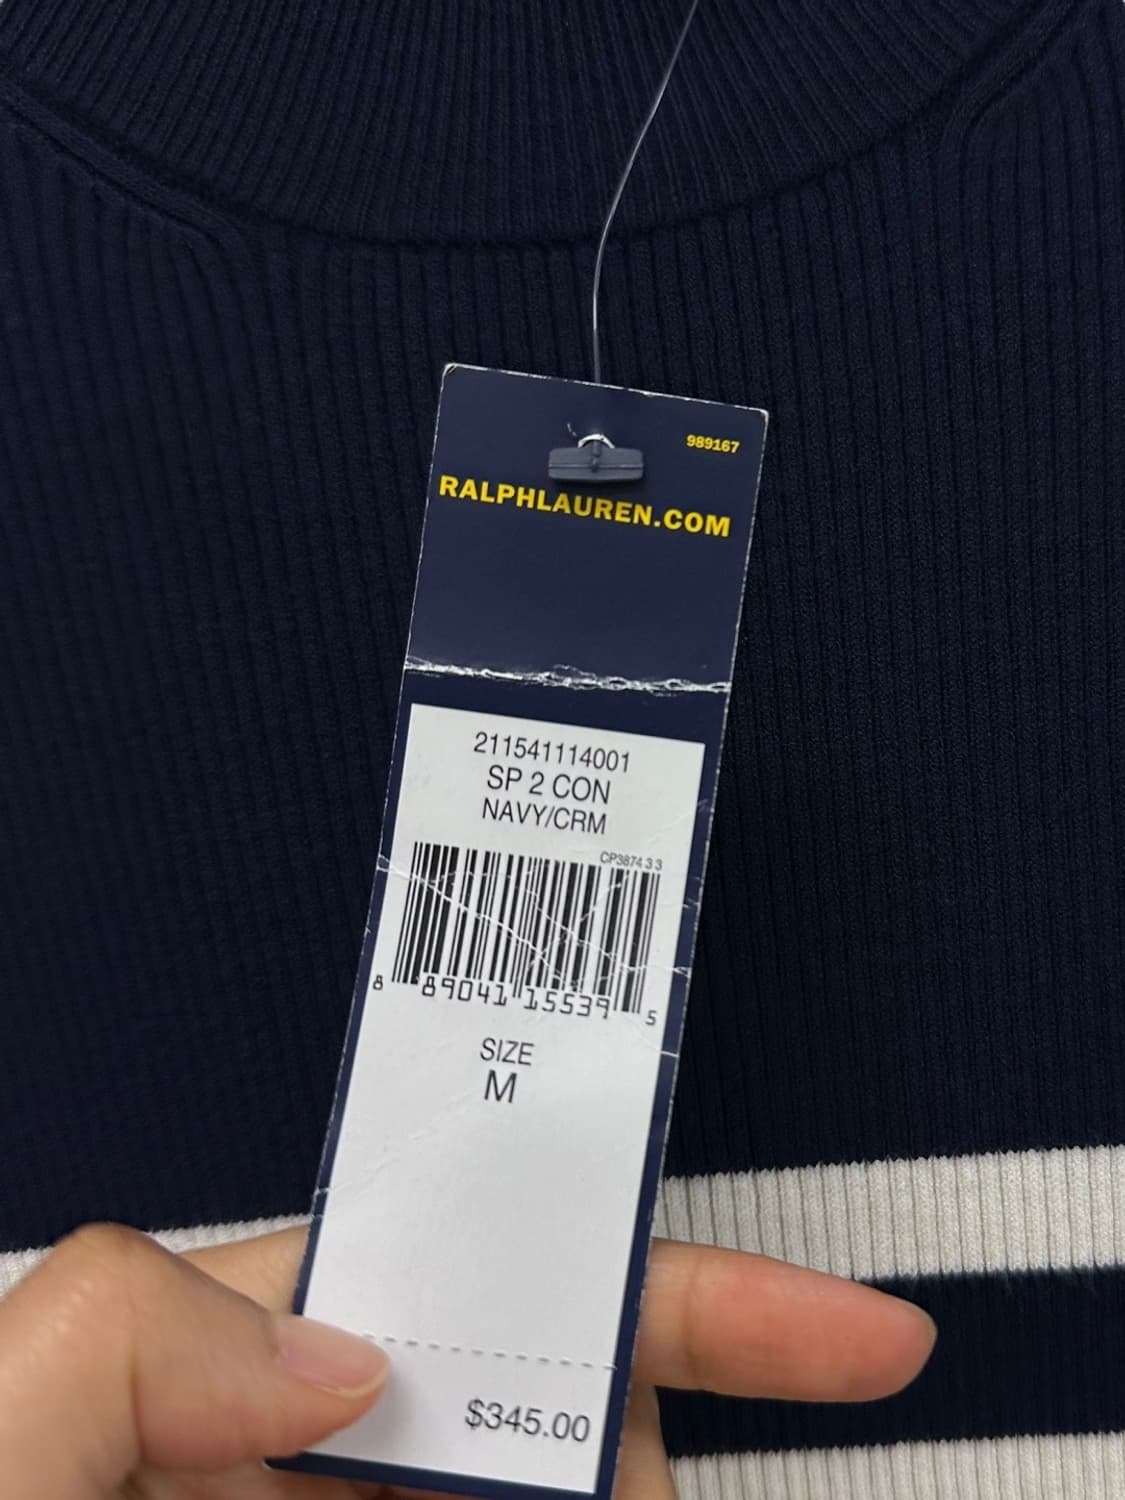 989167
RALPHLAUREN.COM
211541114001
SP 2 CON
NAVY/CRM
CP3874 3 3
8 89041 15539 5
SIZE
M
$345.00